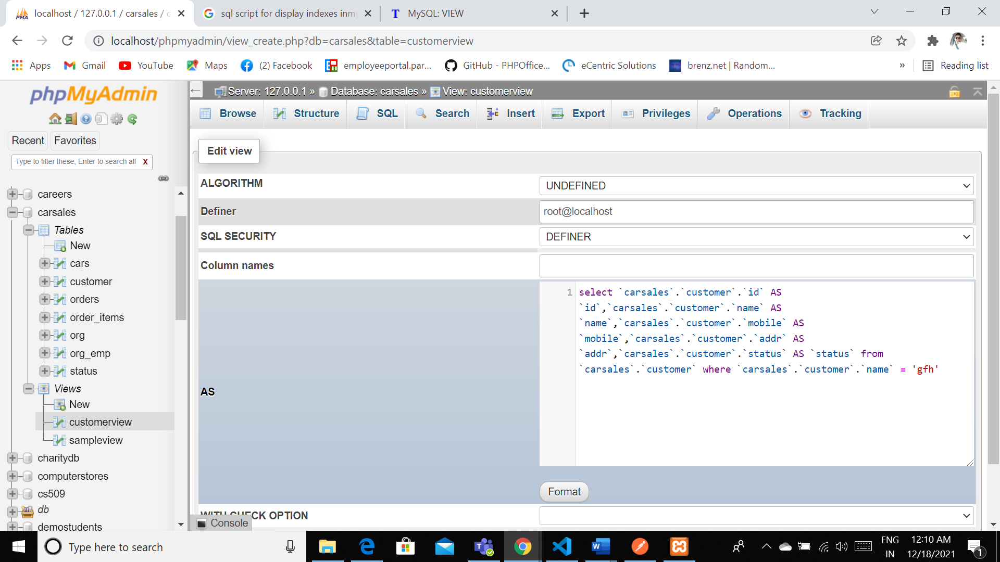 localhost / 127.0.0.1 / carsales / c
sql script for display indexes inmy
MySQL: VIEW
localhost/phpmyadmin/view_create.php?db=carsales&table=customerview
Apps
Gmail
YouTube
Maps
(2) Facebook
employeeportal.par...
GitHub - PHPOffice...
eCentric Solutions
brenz.net | Random...
»
Reading list
phpMyAdmin
Recent
Favorites
Type to filter these, Enter to search all
X
careers
carsales
Tables
New
cars
customer
orders
order_items
org
org_emp
status
Views
New
customerview
sampleview
charitydb
computerstores
cs509
db
demostudents
Server: 127.0.0.1 » Database: carsales » View: customerview
Browse
Structure
SQL
Search
Insert
Export
Privileges
Operations
Tracking
Edit view
ALGORITHM
UNDEFINED
Definer
root@localhost
SQL SECURITY
DEFINER
Column names
AS
1
select `carsales`.`customer`.`id` AS
`id`,`carsales`.`customer`.`name` AS
`name`,`carsales`.`customer`.`mobile` AS
`mobile`,`carsales`.`customer`.`addr` AS
`addr`,`carsales`.`customer`.`status` AS `status` from
`carsales`.`customer` where `carsales`.`customer`.`name` = 'gfh'
Format
WITH CHECK OPTION
Console
Type here to search
ENG
IN
12:10 AM
12/18/2021
1